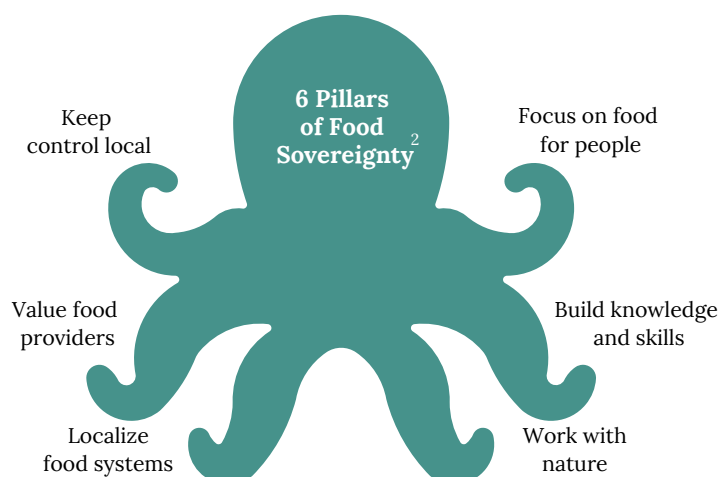 6 Pillars
of Food
Sovereignty2
Keep
control local
Focus on food
for people
Value food
providers
Build knowledge
and skills
Localize
food systems
Work with
nature